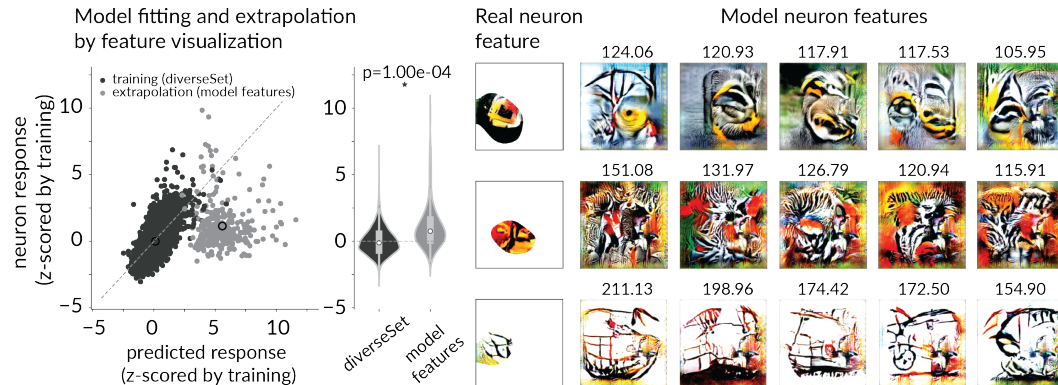 Model fitting and extrapolation
by feature visualization
training (diverseSet)
extrapolation (model features)
neuron response
(z-scored by training)
10
5
0
−5
−5
0
5
10
predicted response
(z-scored by training)
p=1.00e-04
*
10
5
0
−5
diverseSet
model
features
Real neuron
feature
Model neuron features
124.06 120.93 117.91 117.53 105.95
151.08 131.97 126.79 120.94 115.91
211.13 198.96 174.42 172.50 154.90